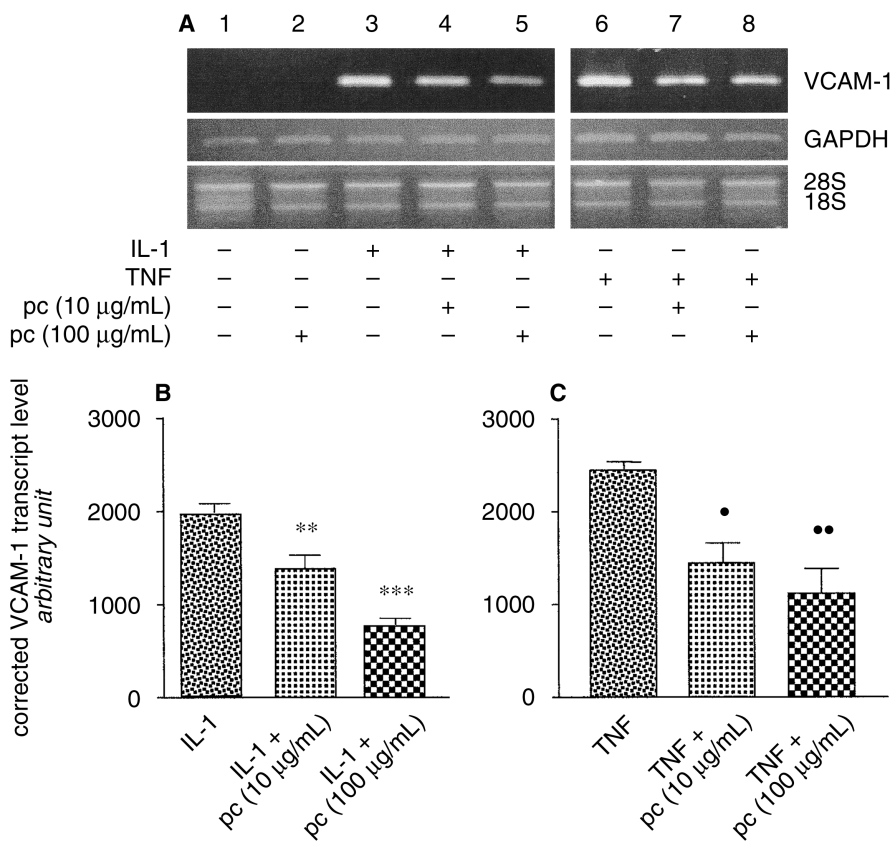 A 1 2 3 4 5 6 7 8
VCAM-1
GAPDH
28S
18S
IL-1 − − + + + − − −
TNF − − − − − + + +
pc (10 μg/mL) − − − + − − + −
pc (100 μg/mL) − + − − + − − +
B
corrected VCAM-1 transcript level
arbitrary unit
3000
2000
1000
0
**
***
IL-1
IL-1 +
pc (10 μg/mL)
IL-1 +
pc (100 μg/mL)
C
3000
2000
1000
0
•
••
TNF
TNF +
pc (10 μg/mL)
TNF +
pc (100 μg/mL)